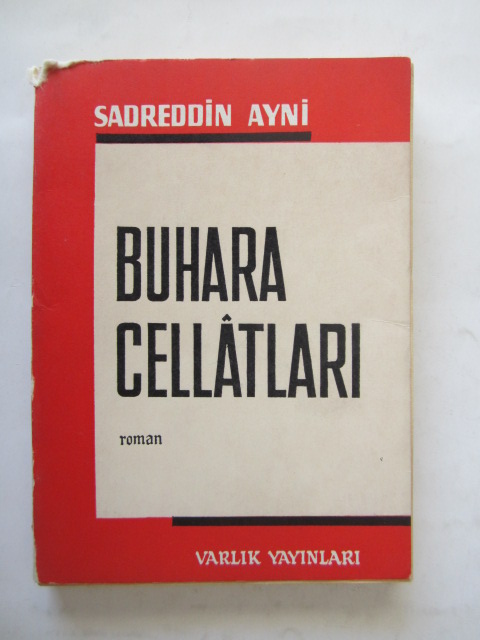 SADREDDİN AYNİ
BUHARA
CELLÂTLARI
roman
VARLIK YAYINLARI